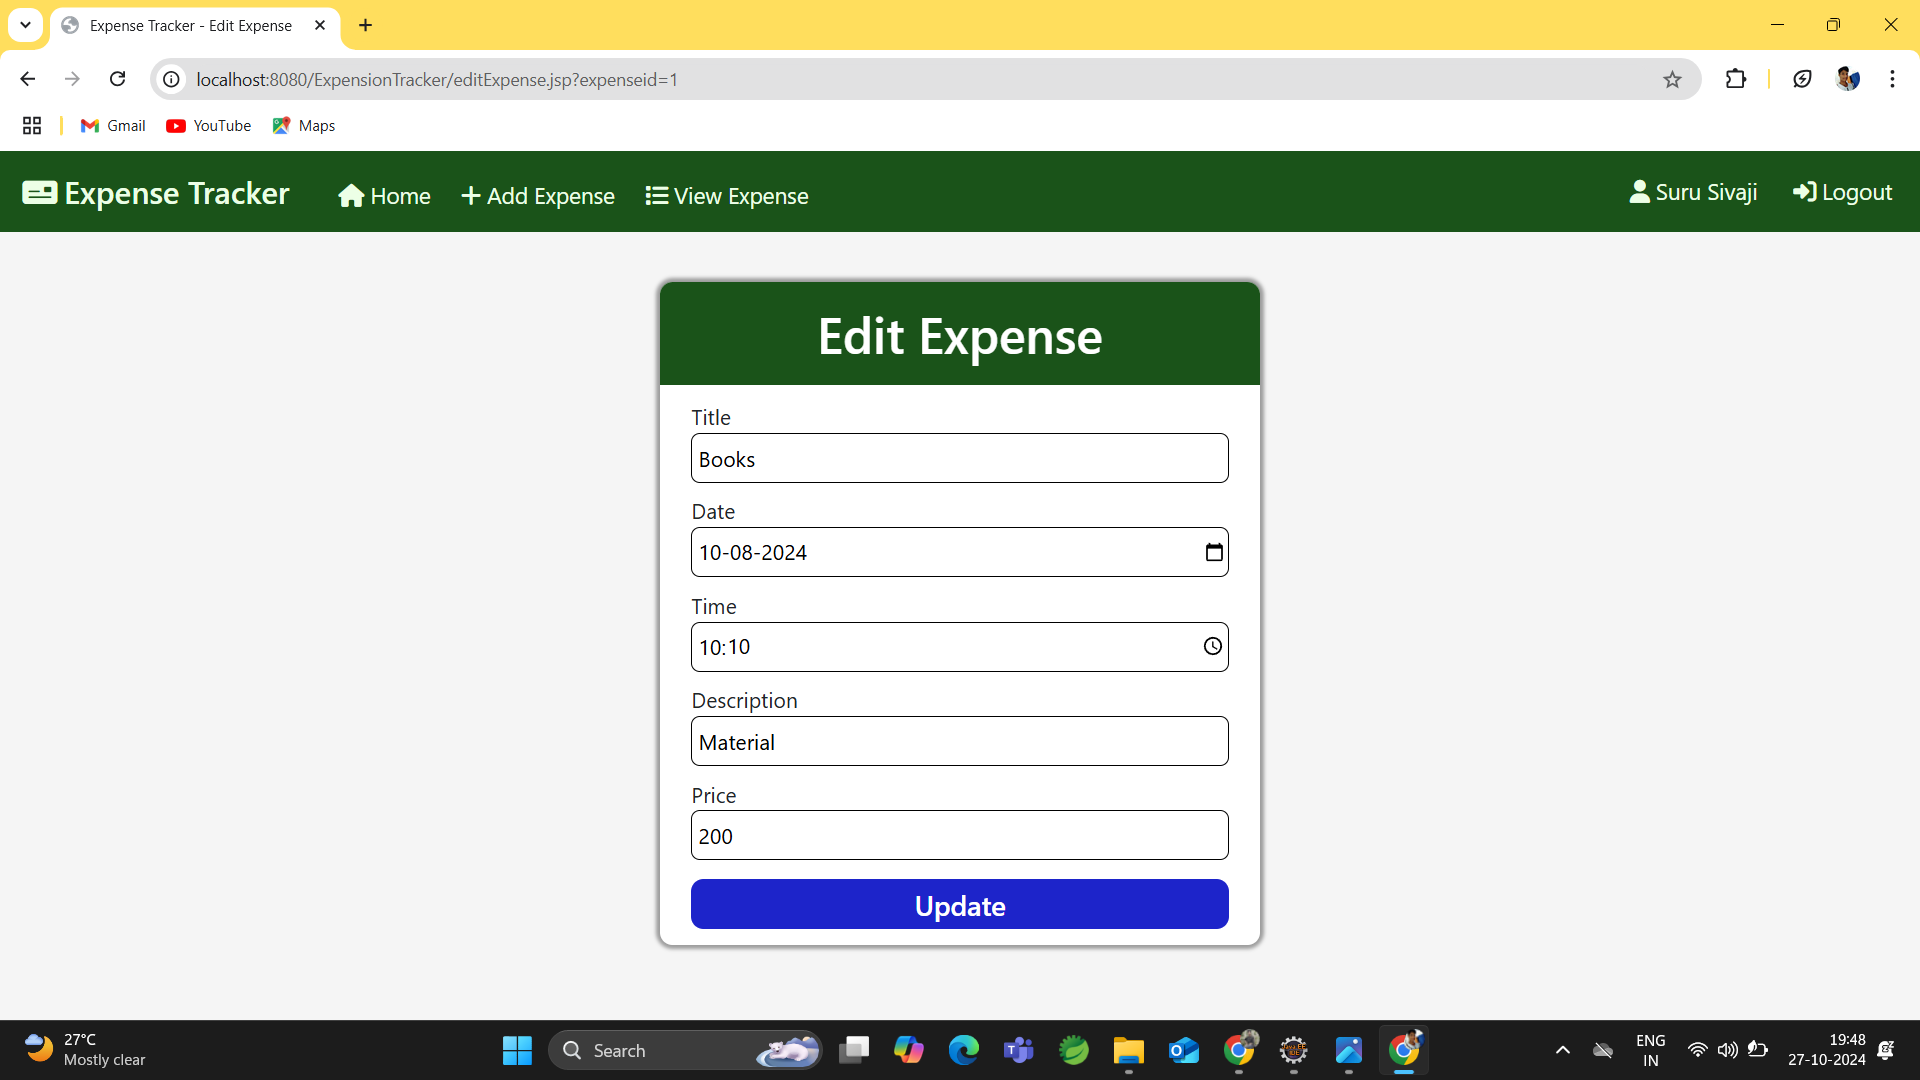 Expense Tracker - Edit Expense
localhost:8080/ExpensionTracker/editExpense.jsp?expenseid=1
Gmail YouTube Maps
Expense Tracker Home Add Expense View Expense Suru Sivaji Logout
Edit Expense
Title
Books
Date
10-08-2024
Time
10:10
Description
Material
Price
200
Update
27°C
Mostly clear
Search
ENG
IN
19:48
27-10-2024